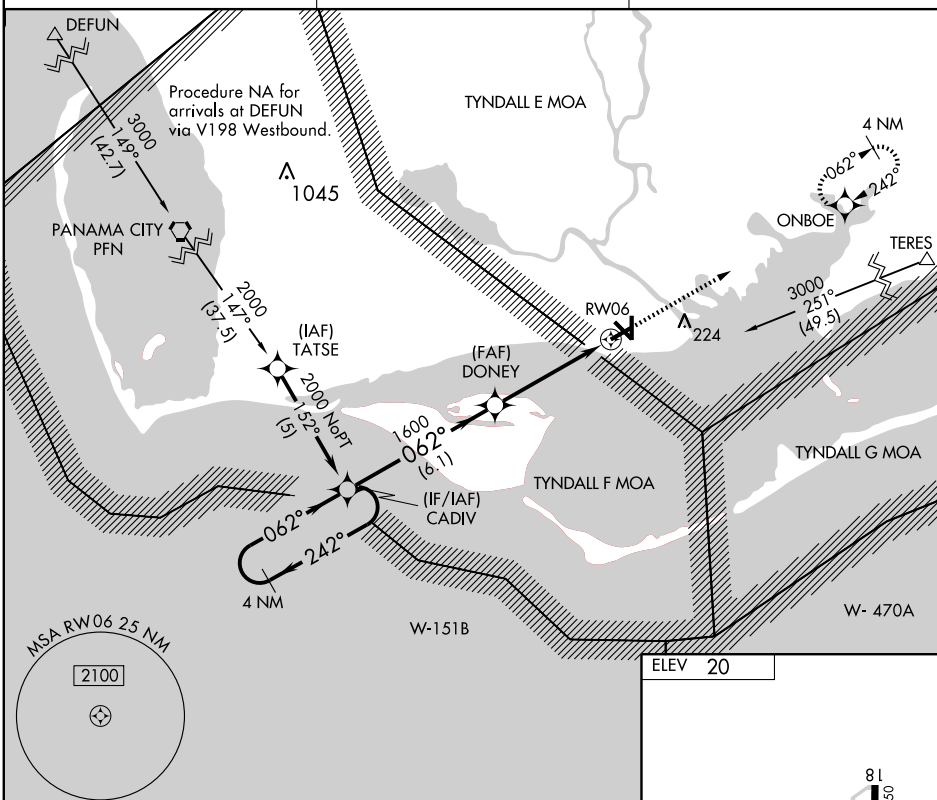 DEFUN
Procedure NA for
arrivals at DEFUN
via V198 Westbound.
TYNDALL E MOA
4 NM
062°
242°
ONBOE
3000
149°
(42.7)
1045
PANAMA CITY
PFN
TERES
3000
251°
(49.5)
2000
147°
(37.5)
(IAF)
TATSE
RW06
224
(FAF)
DONEY
2000 NoPT
152°
(5)
1600
062°
(6.1)
TYNDALL G MOA
TYNDALL F MOA
(IF/IAF)
CADIV
062°
242°
4 NM
W-151B
W- 470A
MSA RW06 25 NM
2100
ELEV 20
18
50